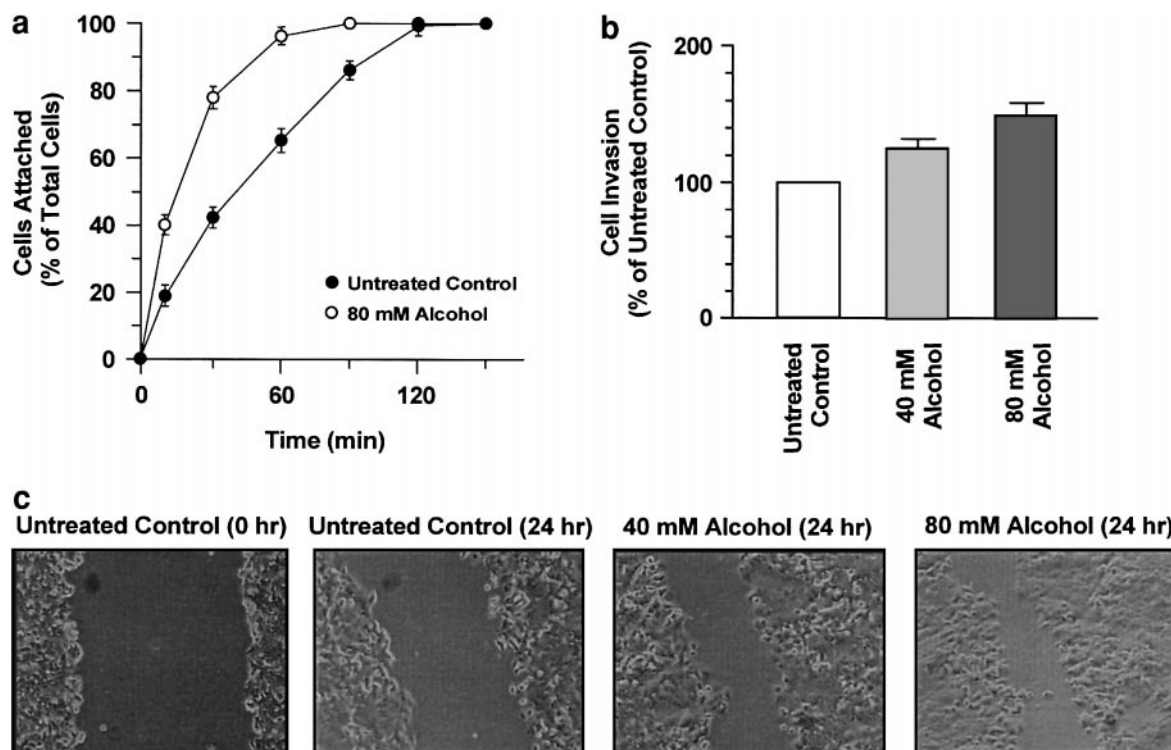 a
100
80
60
40
20
0
Cells Attached
(% of Total Cells)
Untreated Control
80 mM Alcohol
0
60
120
Time (min)
b
200
100
0
Cell Invasion
(% of Untreated Control)
Untreated
Control
40 mM
Alcohol
80 mM
Alcohol
c
Untreated Control (0 hr)
Untreated Control (24 hr)
40 mM Alcohol (24 hr)
80 mM Alcohol (24 hr)